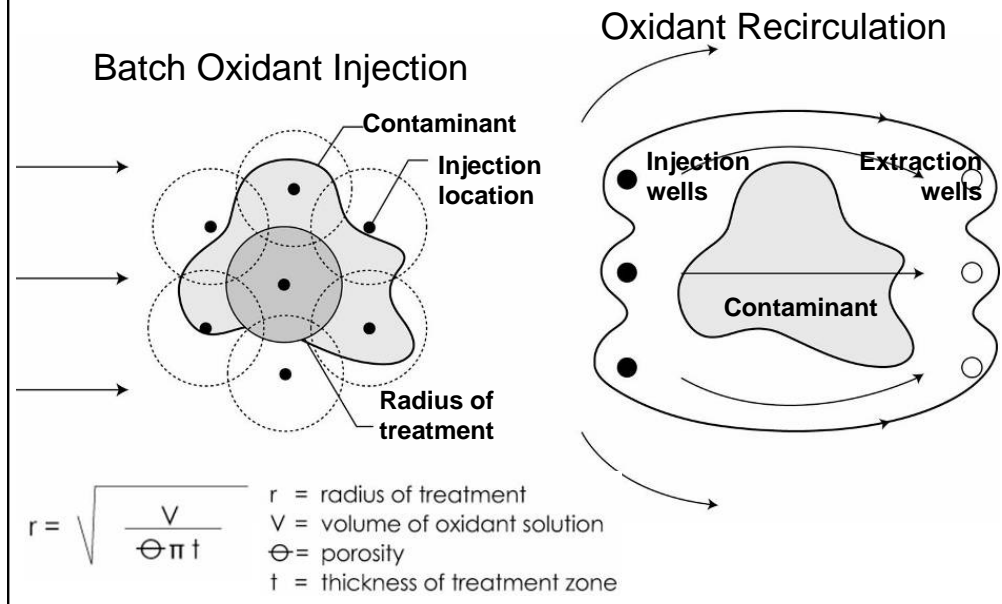 Oxidant Recirculation
Batch Oxidant Injection
Contaminant
Injection
location
Radius of
treatment
Injection
wells
Extraction
wells
Contaminant
r = √ V / ϴ π t
r = radius of treatment
V = volume of oxidant solution
ϴ = porosity
t = thickness of treatment zone